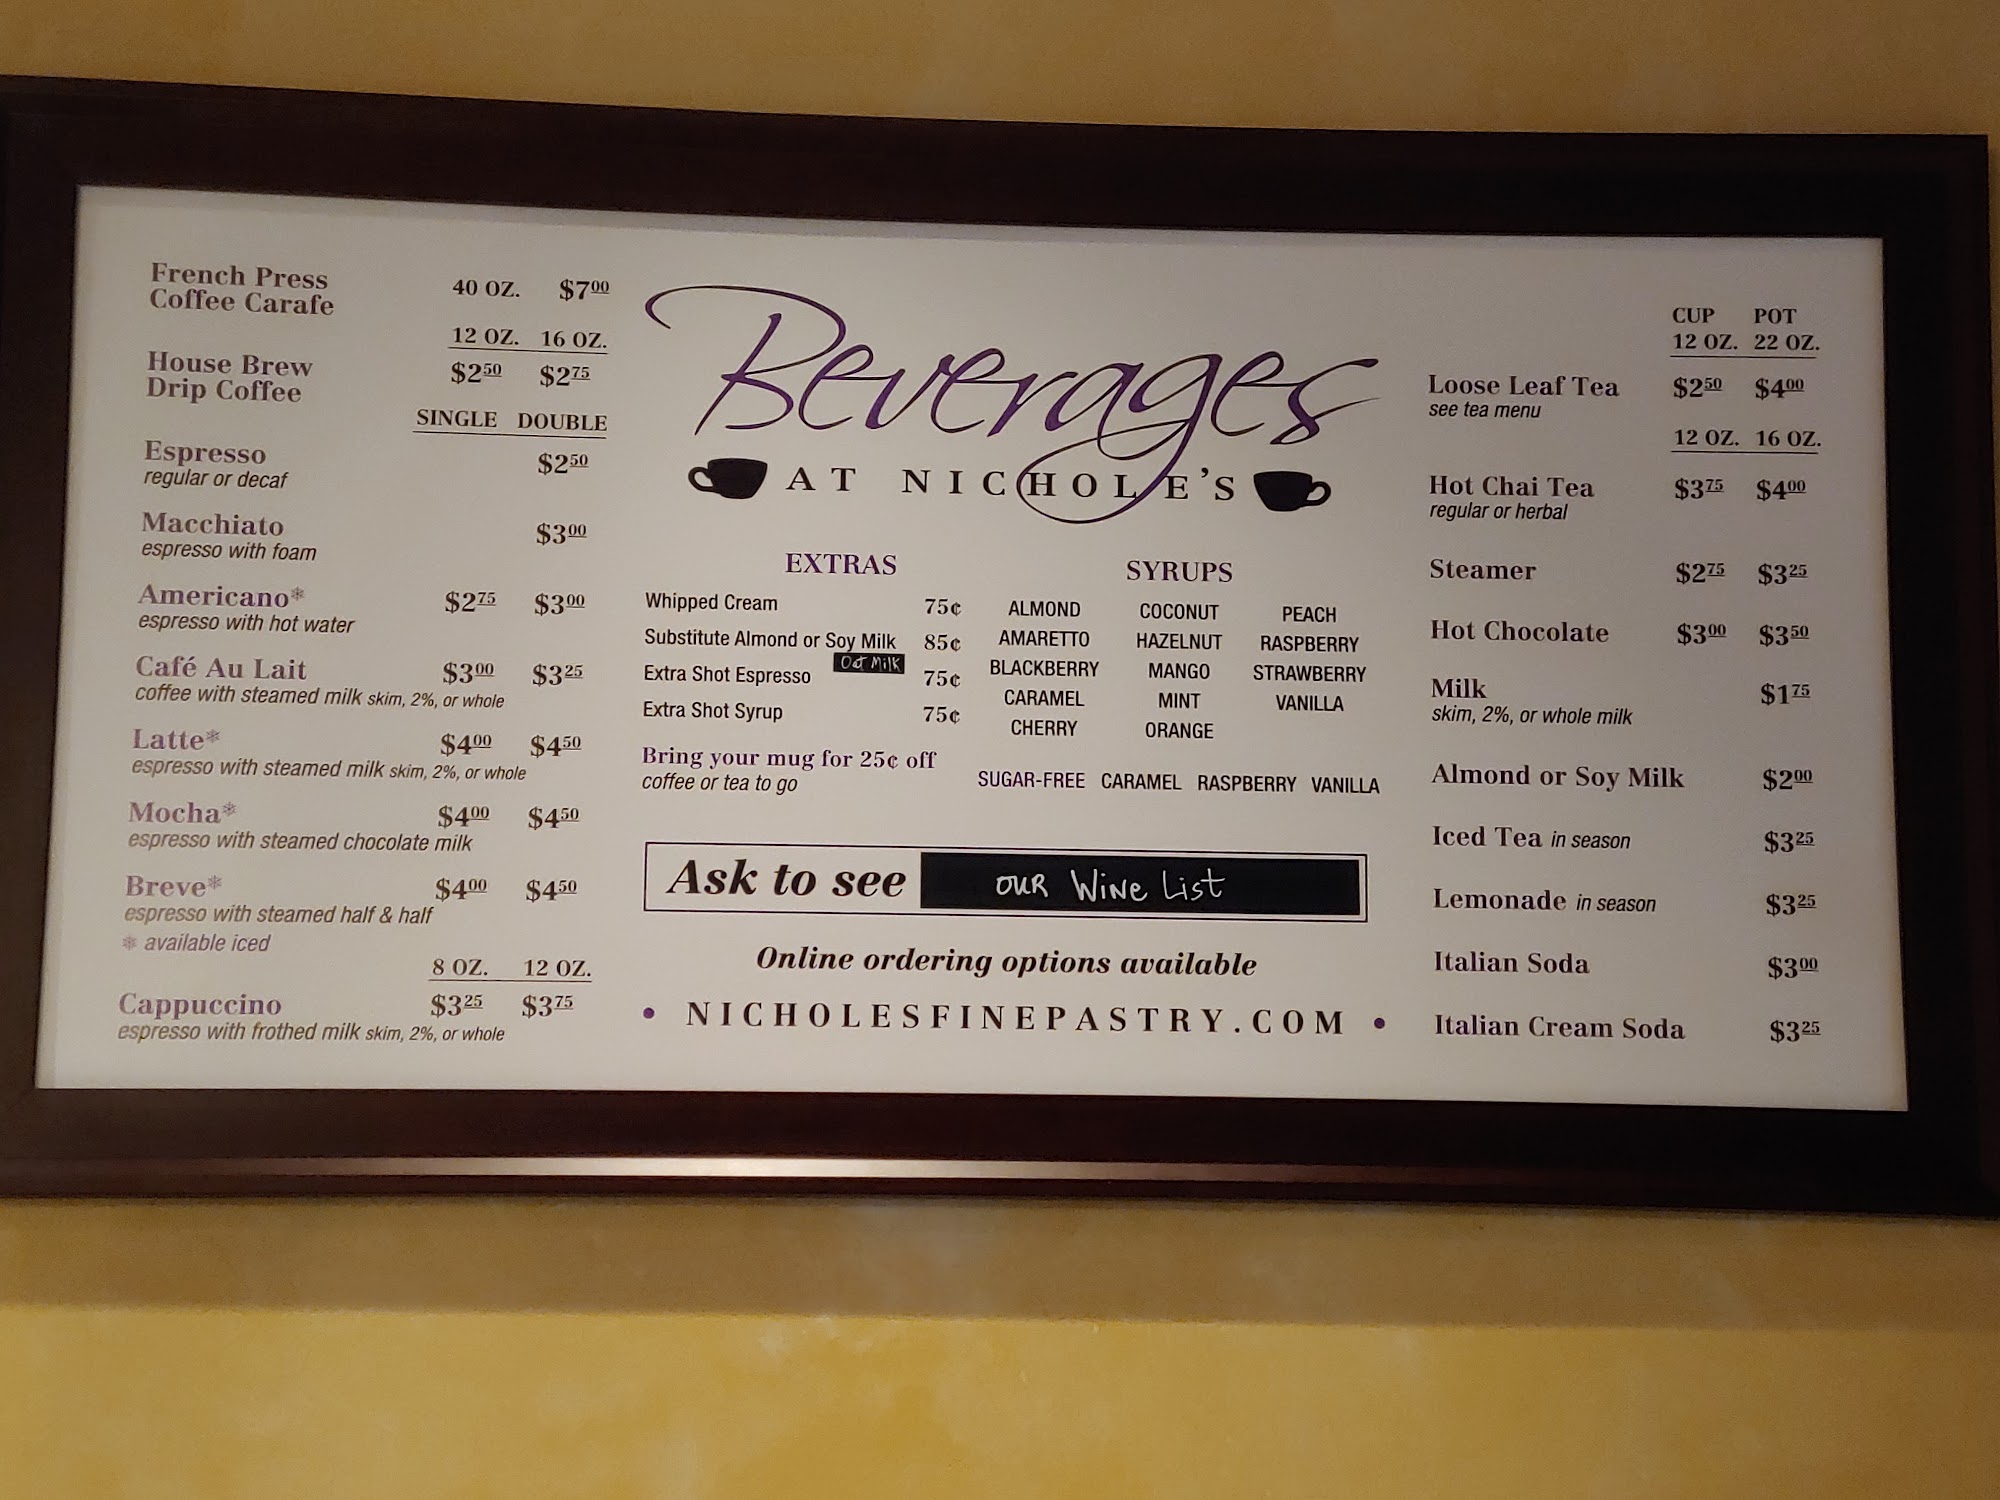 French Press
Coffee Carafe 40 OZ. $7.00
12 OZ. 16 OZ.
House Brew
Drip Coffee $2.50 $2.75
SINGLE DOUBLE
Espresso $2.50
regular or decaf
Macchiato $3.00
espresso with foam
Americano* $2.75 $3.00
espresso with hot water
Café Au Lait $3.00 $3.25
coffee with steamed milk skim, 2%, or whole
Latte* $4.00 $4.50
espresso with steamed milk skim, 2%, or whole
Mocha* $4.00 $4.50
espresso with steamed chocolate milk
Breve* $4.00 $4.50
espresso with steamed half & half
* available iced
8 OZ. 12 OZ.
Cappuccino $3.25 $3.75
espresso with frothed milk skim, 2%, or whole
Beverages
AT NICHOLE'S
EXTRAS
Whipped Cream 75¢
Substitute Almond or Soy Milk 85¢
Oat Milk
Extra Shot Espresso 75¢
Extra Shot Syrup 75¢
Bring your mug for 25¢ off
coffee or tea to go
SYRUPS
ALMOND COCONUT PEACH
AMARETTO HAZELNUT RASPBERRY
BLACKBERRY MANGO STRAWBERRY
CARAMEL MINT VANILLA
CHERRY ORANGE
SUGAR-FREE CARAMEL RASPBERRY VANILLA
Ask to see OUR WINE LIST
Online ordering options available
• NICHOLESFINEPASTRY.COM •
CUP POT
12 OZ. 22 OZ.
Loose Leaf Tea $2.50 $4.00
see tea menu
12 OZ. 16 OZ.
Hot Chai Tea $3.75 $4.00
regular or herbal
Steamer $2.75 $3.25
Hot Chocolate $3.00 $3.50
Milk $1.75
skim, 2%, or whole milk
Almond or Soy Milk $2.00
Iced Tea in season $3.25
Lemonade in season $3.25
Italian Soda $3.00
Italian Cream Soda $3.25